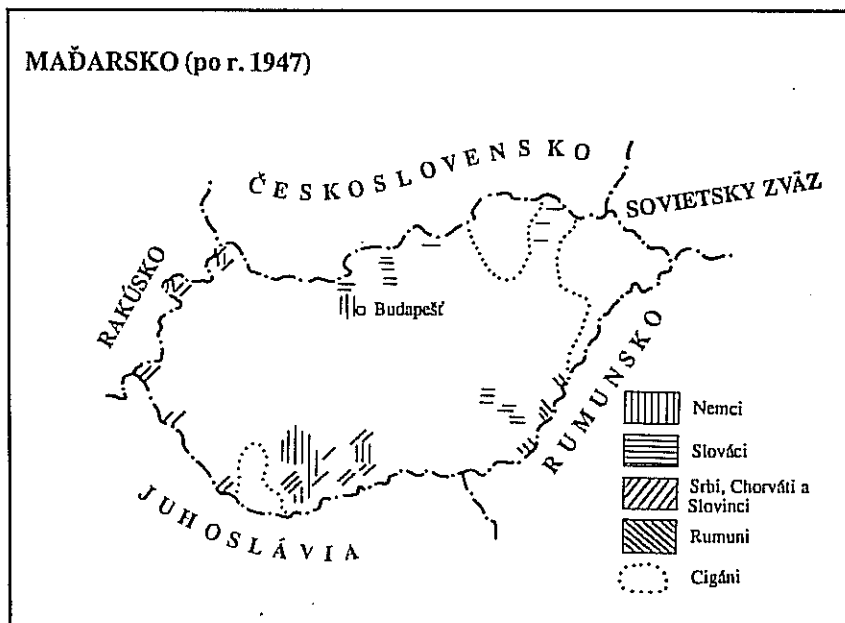 MAĎARSKO (po r. 1947)
ČESKOSLOVENSKO
SOVIETSKY ZVÄZ
RAKÚSKO
Budapešť
RUMUNSKO
JUHOSLÁVIA
Nemci
Slováci
Srbi, Chorváti a
Slovinci
Rumuni
Cigáni